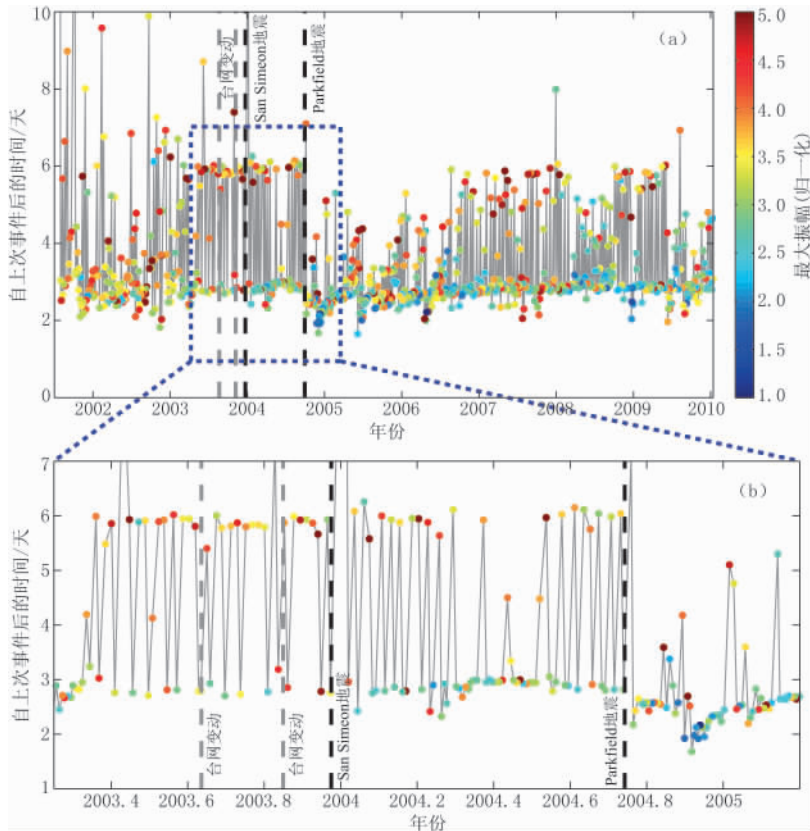 10
8
6
4
2
0
自上次事件后的时间/天
台网变动
San Simeon地震
Parkfield地震
(a)
2002
2003
2004
2005
2006
2007
2008
2009
2010
年份
5.0
4.5
4.0
3.5
3.0
2.5
2.0
1.5
1.0
最大振幅(归一化)
7
6
5
4
3
2
1
自上次事件后的时间/天
(b)
台网变动
台网变动
San Simeon地震
Parkfield地震
2003.4
2003.6
2003.8
2004
2004.2
2004.4
2004.6
2004.8
2005
年份